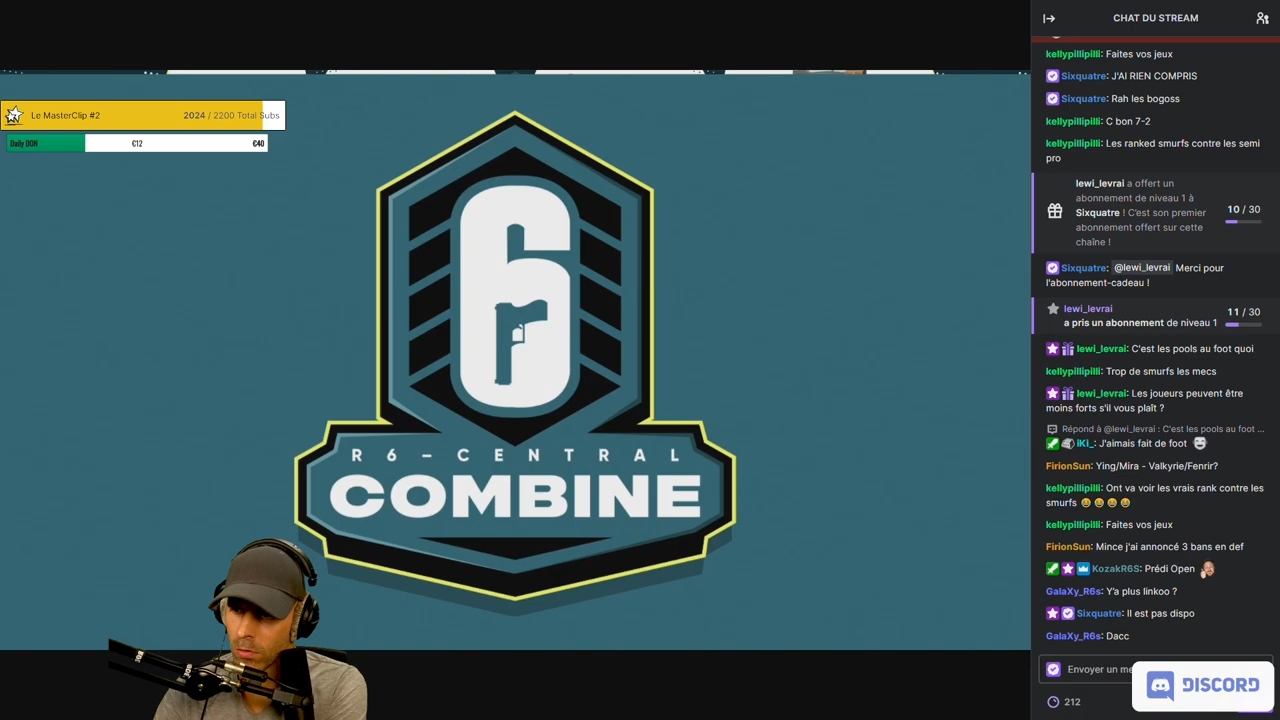 CHAT DU STREAM
Le MasterClip #2
2024 / 2200 Total Subs
Daily DON
€12
€40
R6-CENTRAL
COMBINE
kellypillipilli: Faites vos jeux
Sixquatre: J'AI RIEN COMPRIS
Sixquatre: Rah les bogoss
kellypillipilli: C bon 7-2
kellypillipilli: Les ranked smurfs contre les semi
pro
lewi_levrai a offert un
abonnement de niveau 1 à
Sixquatre ! C'est son premier
abonnement offert sur cette
chaîne !
10 / 30
Sixquatre: @lewi_levrai Merci pour
l'abonnement-cadeau !
lewi_levrai
a pris un abonnement de niveau 1
11 / 30
lewi_levrai: C'est les pools au foot quoi
kellypillipilli: Trop de smurfs les mecs
lewi_levrai: Les joueurs peuvent être
moins forts s'il vous plaît ?
Répond à @lewi_levrai : C'est les pools au foot ...
iKi_: J'aimais fait de foot
FirionSun: Ying/Mira - Valkyrie/Fenrir?
kellypillipilli: Ont va voir les vrais rank contre les
smurfs 😄 😄 😄 😄
kellypillipilli: Faites vos jeux
FirionSun: Mince j'ai annoncé 3 bans en def
KozakR6S: Prédi Open
GalaXy_R6s: Y'a plus linkoo ?
Sixquatre: Il est pas dispo
GalaXy_R6s: Dacc
Envoyer un me
DISCORD
212